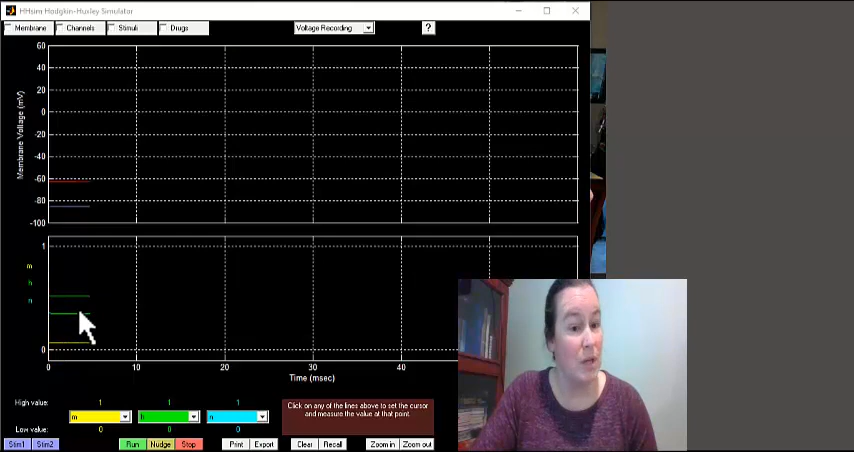 HHsim Hodgkin-Huxley Simulator
Membrane Channels Stimuli Drugs Voltage Recording ?
60
40
20
0
-20
-40
-60
-80
-100
Membrane Voltage (mV)
1
m
h
n
0
0 10 20 30 40
Time (msec)
High value: 1 1 1
m h n
Low value: 0 0 0
Click on any of the lines above to set the cursor
and measure the value at that point.
Stim1 Stim2 Run Nudge Stop Print Export Clear Recall Zoom in Zoom out